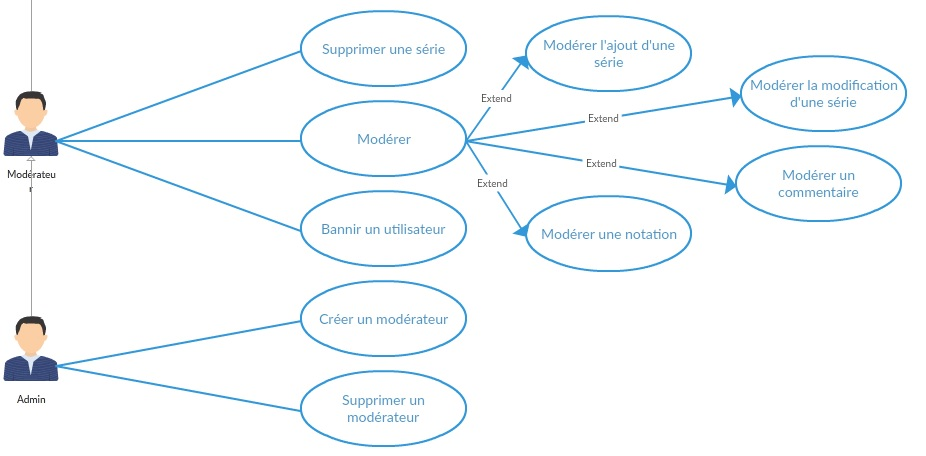 Supprimer une série
Modérer l'ajout d'une
série
Modérer la modification
d'une série
Extend
Extend
Modérer
Extend
Modérer un
commentaire
Extend
Modérateu
r
Bannir un utilisateur
Modérer une notation
Créer un modérateur
Admin
Supprimer un
modérateur